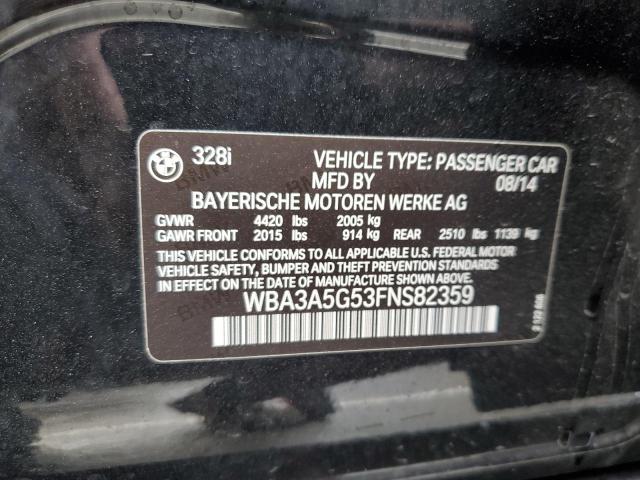 328i VEHICLE TYPE: PASSENGER CAR
MFD BY 08/14
BAYERISCHE MOTOREN WERKE AG
GVWR 4420 lbs 2005 kg
GAWR FRONT 2015 lbs 914 kg REAR 2510 lbs 1139 kg
THIS VEHICLE CONFORMS TO ALL APPLICABLE U.S. FEDERAL MOTOR
VEHICLE SAFETY, BUMPER AND THEFT PREVENTION STANDARDS
IN EFFECT ON THE DATE OF MANUFACTURE SHOWN ABOVE.
WBA3A5G53FNS82359